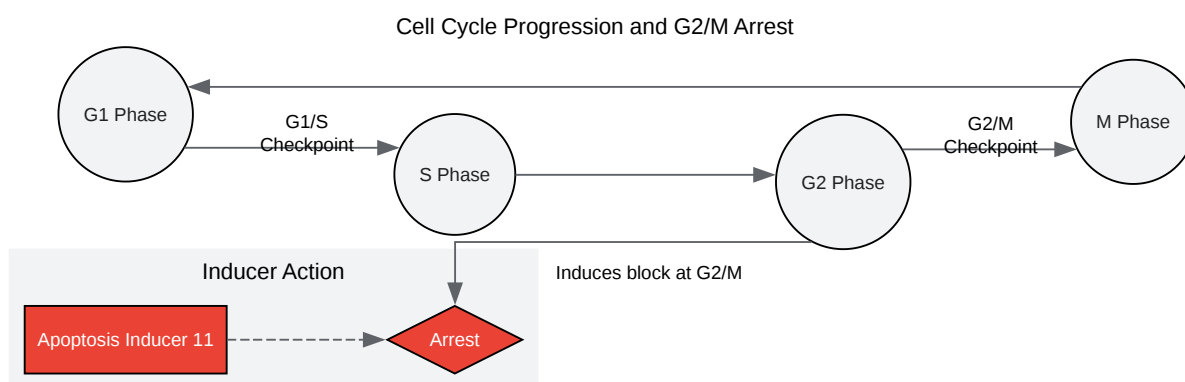 Cell Cycle Progression and G2/M Arrest
G1 Phase
G1/S
Checkpoint
S Phase
G2 Phase
G2/M
Checkpoint
M Phase
Inducer Action
Induces block at G2/M
Apoptosis Inducer 11
Arrest